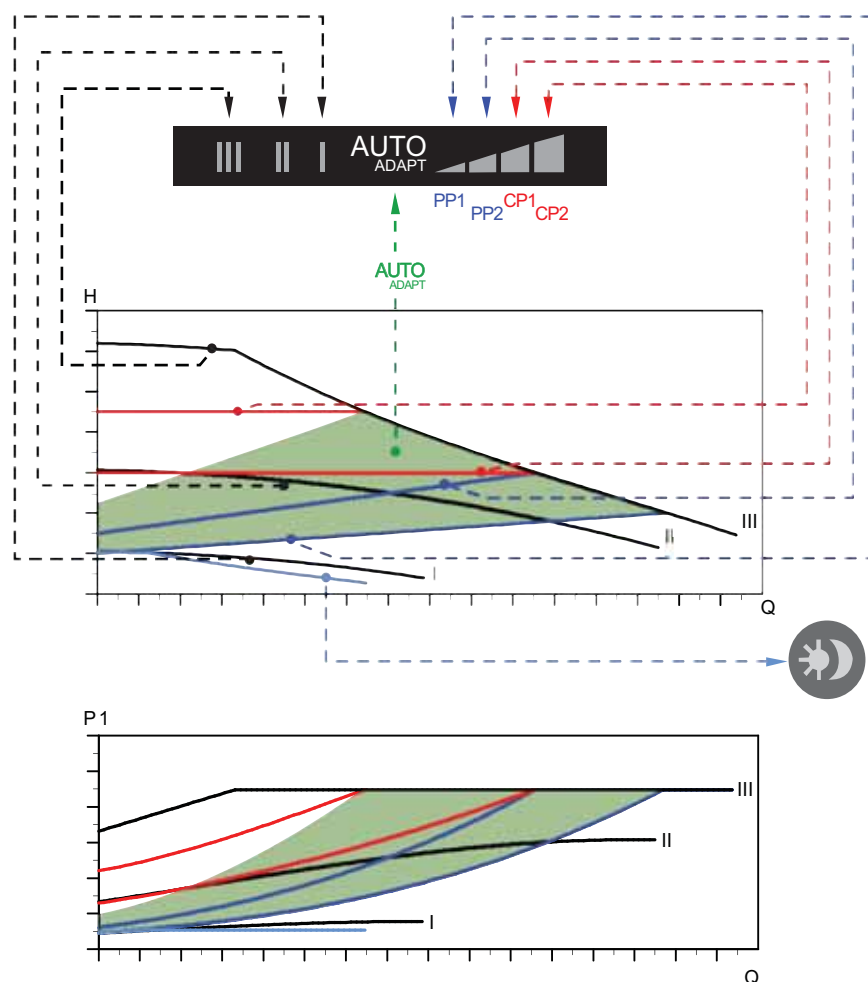 III II I AUTO
ADAPT
PP1 PP2 CP1 CP2
AUTO
ADAPT
H
III
II
I
Q
P1
III
II
I
Q